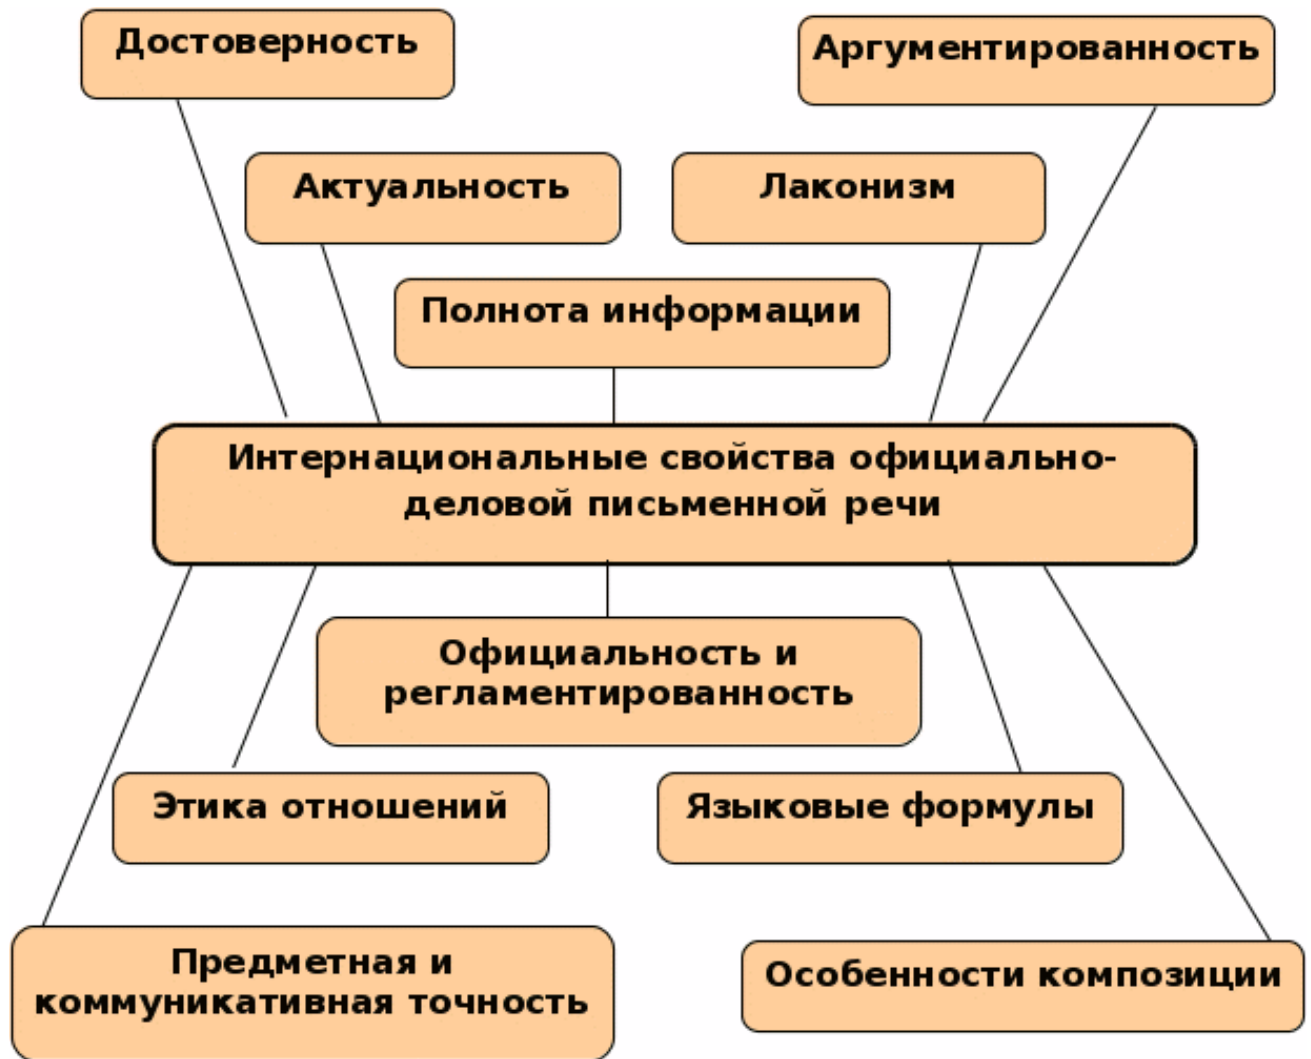 Достоверность
Аргументированность
Актуальность
Лаконизм
Полнота информации
Интернациональные свойства официально-
деловой письменной речи
Официальность и
регламентированность
Этика отношений
Языковые формулы
Предметная и
коммуникативная точность
Особенности композиции